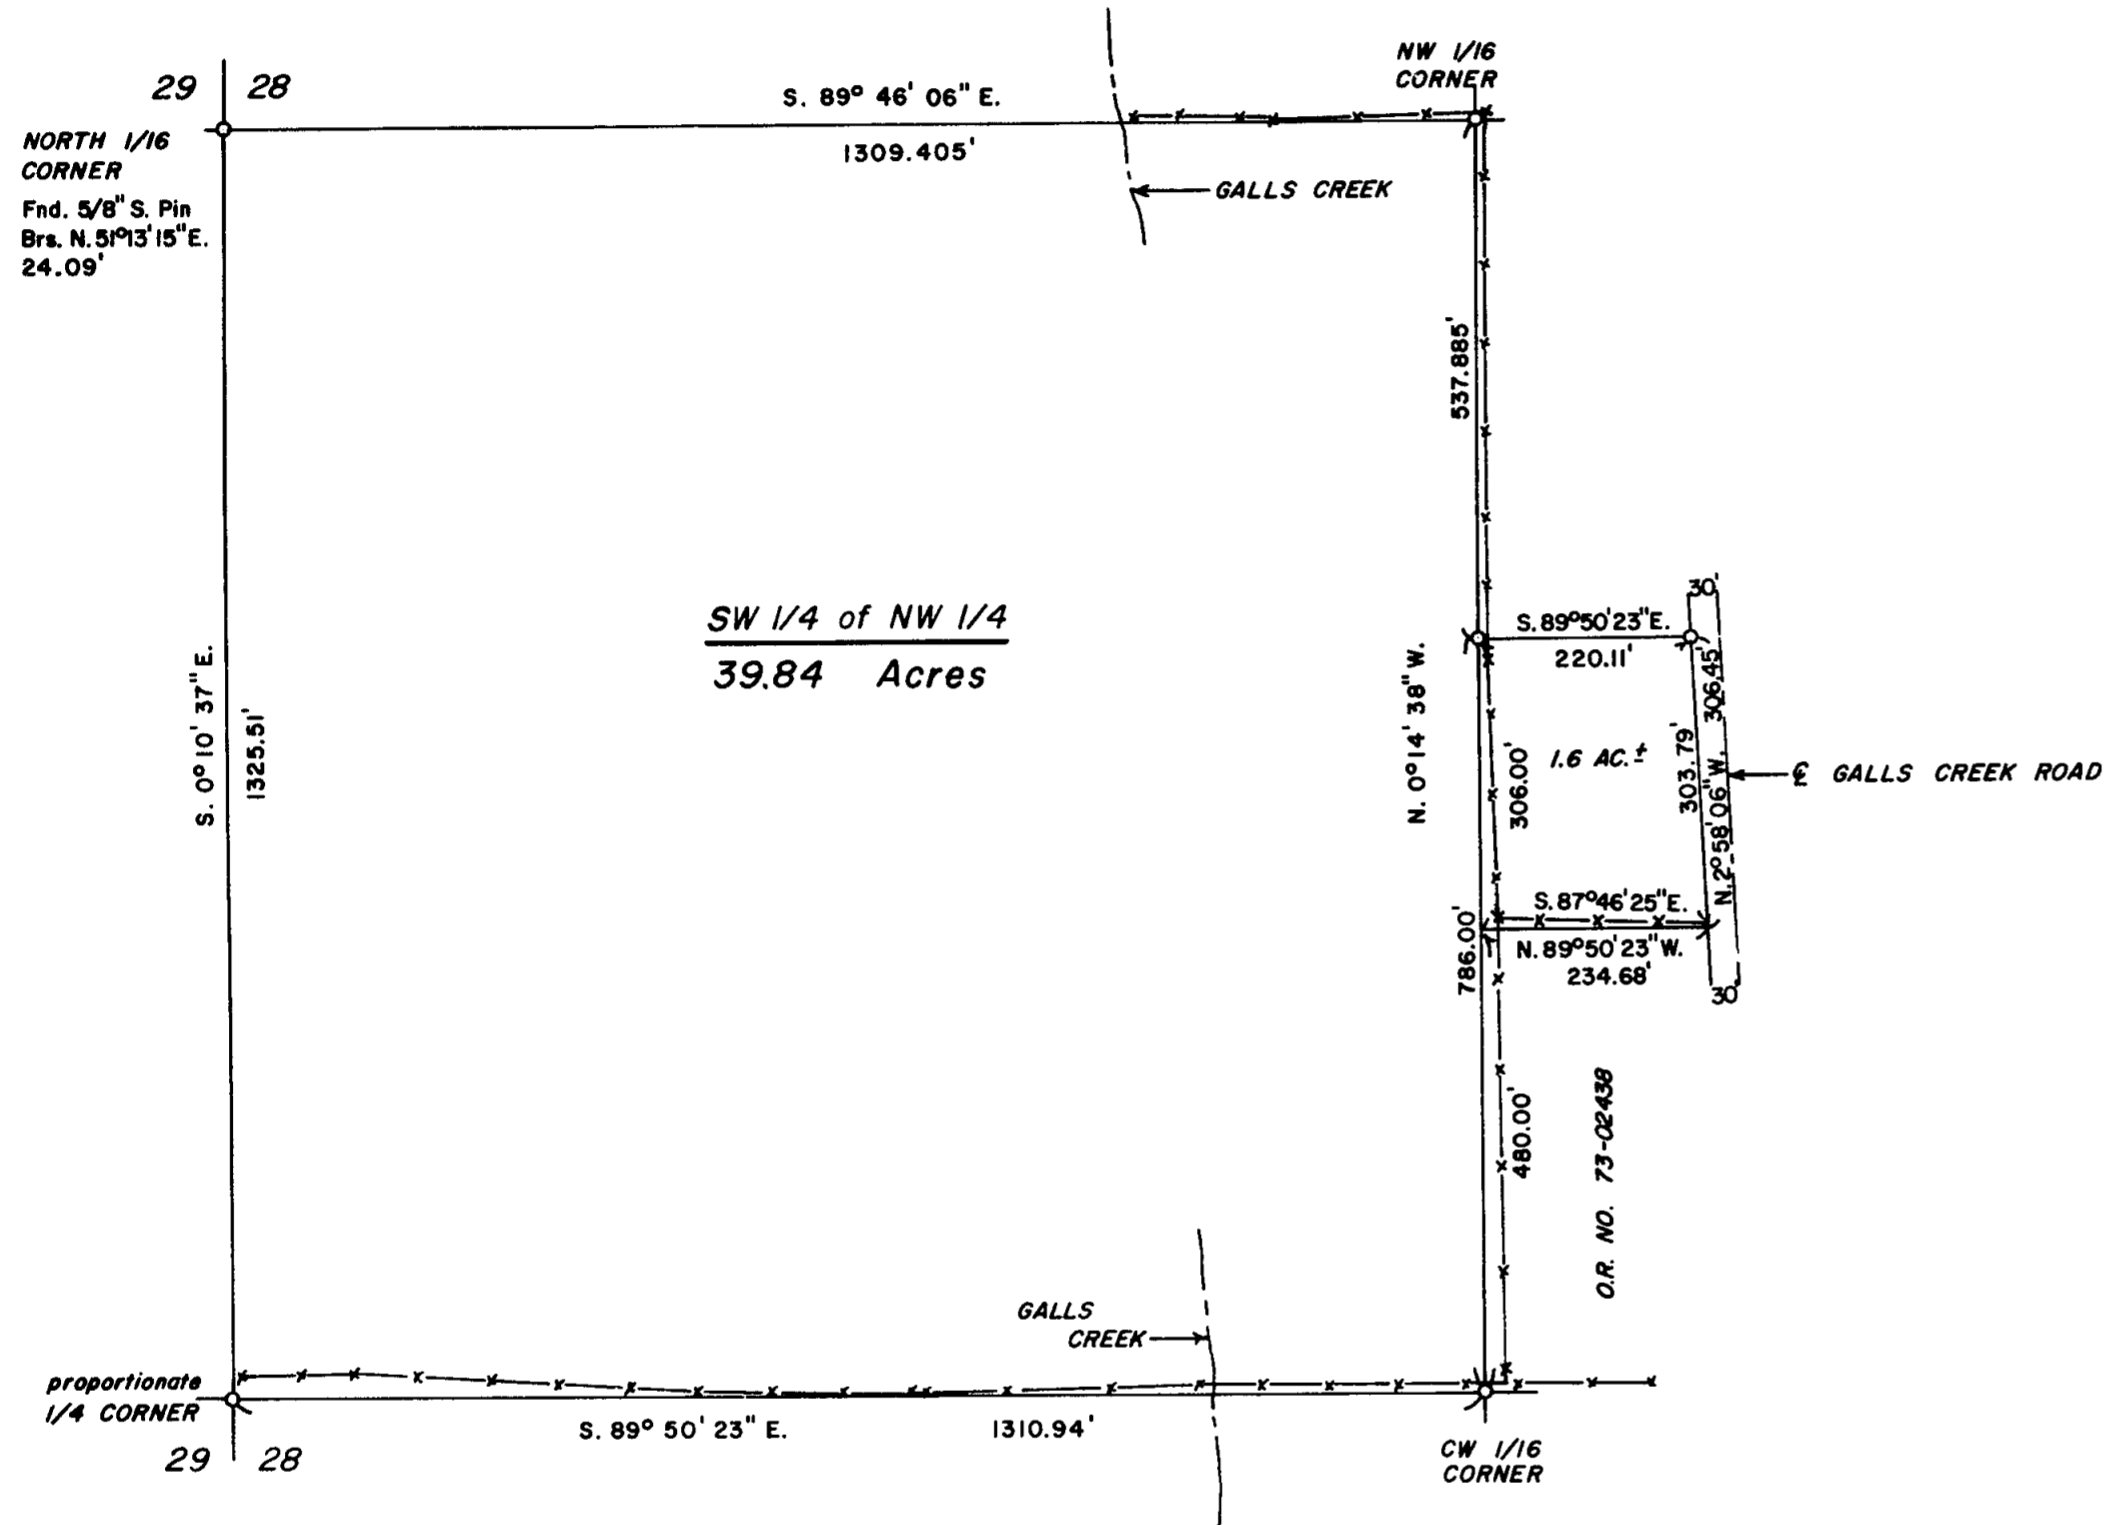 29 28
NORTH 1/16
CORNER
Fnd. 5/8" S. Pin
Brs. N. 51°13'15" E.
24.09'
S. 89° 46' 06" E.
1309.405'
GALLS CREEK
NW 1/16
CORNER
537.885'
SW 1/4 of NW 1/4
39.84 Acres
S. 0° 10' 37" E.
1325.51'
N. 0° 14' 38" W.
786.00'
S. 89°50'23" E.
220.11'
30'
1.6 AC.±
306.00'
303.79'
N. 2° 58' 06" W. 306.45'
℄ GALLS CREEK ROAD
S. 87°46'25" E.
N. 89°50'23" W.
234.68'
30'
480.00'
O.R. NO. 73-02438
GALLS
CREEK
proportionate
1/4 CORNER
29 28
S. 89° 50' 23" E. 1310.94'
CW 1/16
CORNER